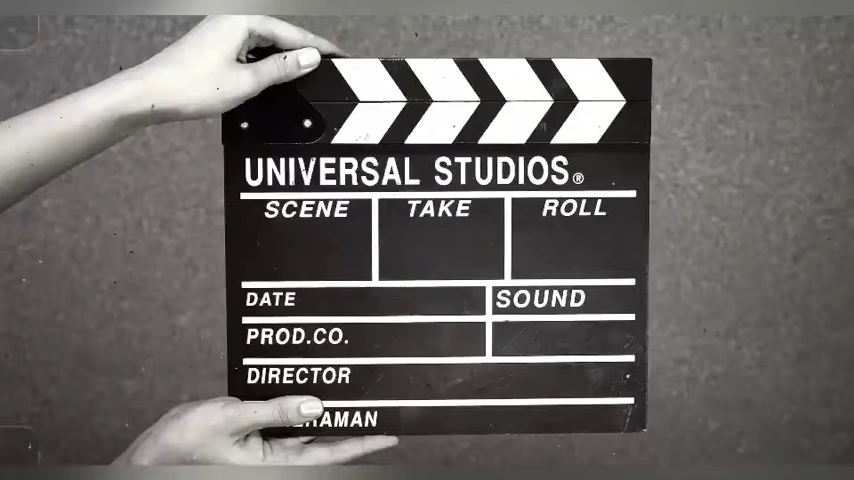 UNIVERSAL STUDIOS®
SCENE TAKE ROLL
DATE SOUND
PROD.CO.
DIRECTOR